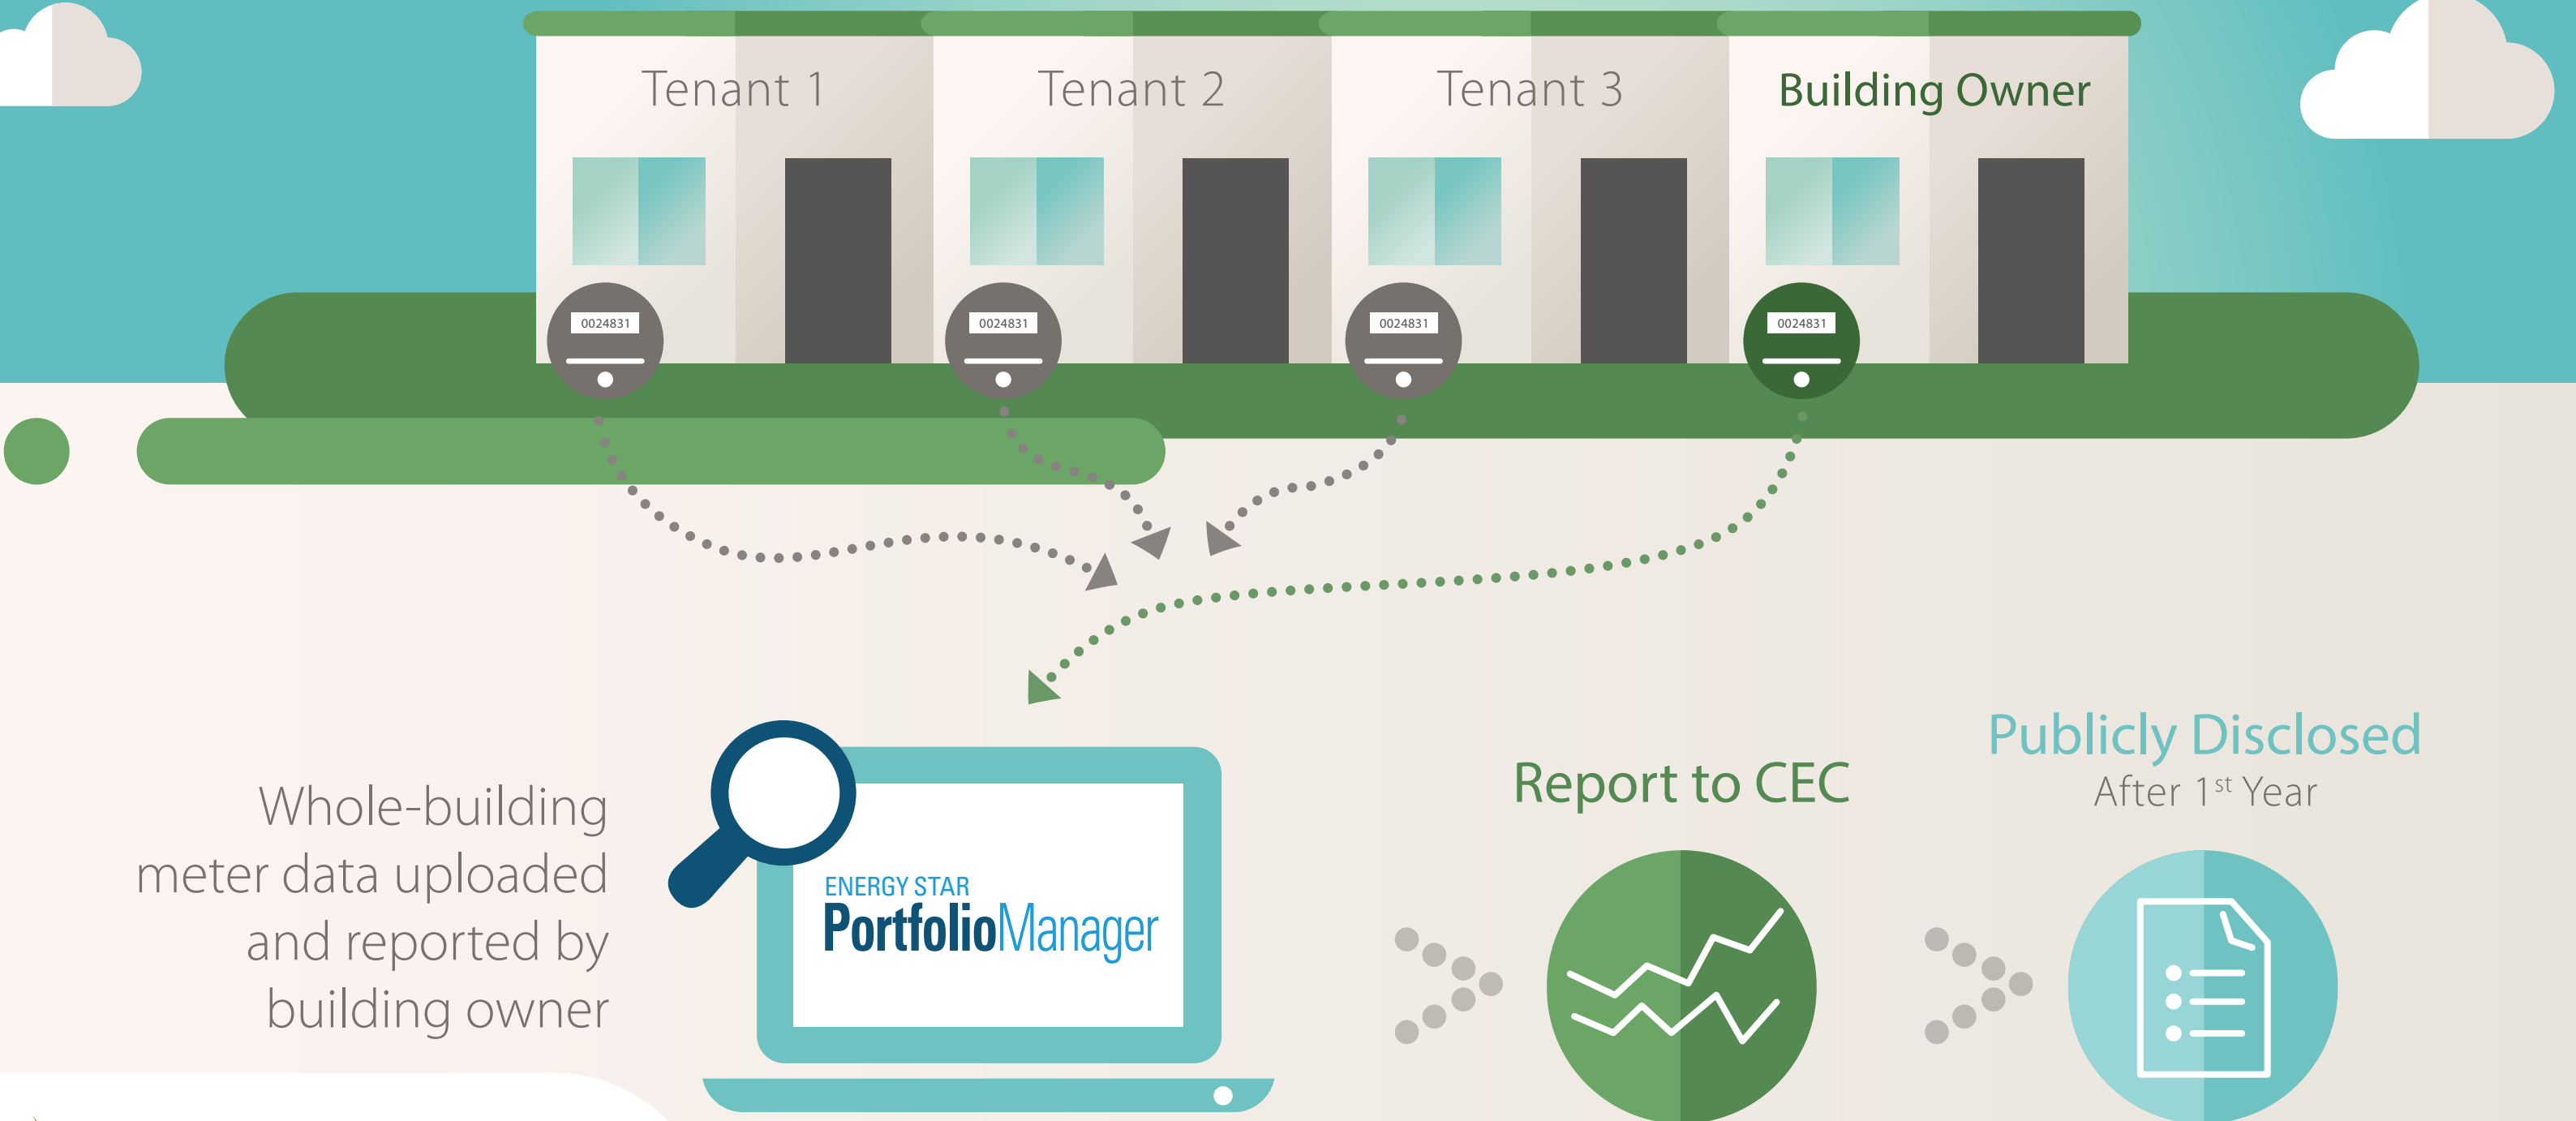 Tenant 1
Tenant 2
Tenant 3
Building Owner
0024831
0024831
0024831
0024831
Whole-building
meter data uploaded
and reported by
building owner
ENERGY STAR
PortfolioManager
Report to CEC
Publicly Disclosed
After 1st Year